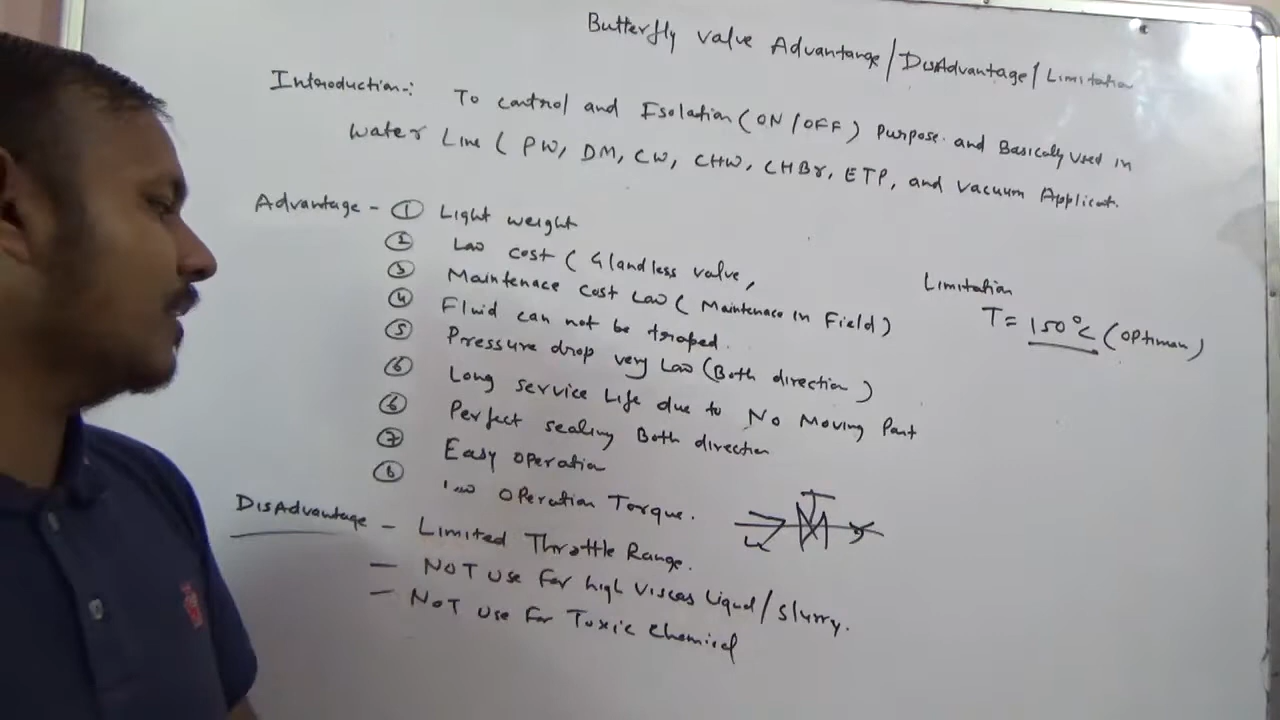 Butterfly valve Advantange / DisAdvantage / Limitation
Introduction:- To control and Isolation (ON/OFF) Purpose. and Basically used in
water Line ( PW, DM, CW, CHW, CHBr, ETP, and vacuum Applicat.
Advantage - ① Light weight
② Low cost ( Glandless valve,
③ Maintenace cost Low ( Maintenace in Field )
④ Fluid can not be traped.
⑤ Pressure drop very Low (Both direction )
⑥ Long service Life due to No Moving Part
⑥ Perfect sealing Both direction
⑦ Easy operation
⑧ Low operation Torque.
Limitation
T= 150°C (optimum)
DisAdvantage - Limited Throttle Range.
- NOT use for high viscos liquid / slurry.
- NOT use for Toxic chemical